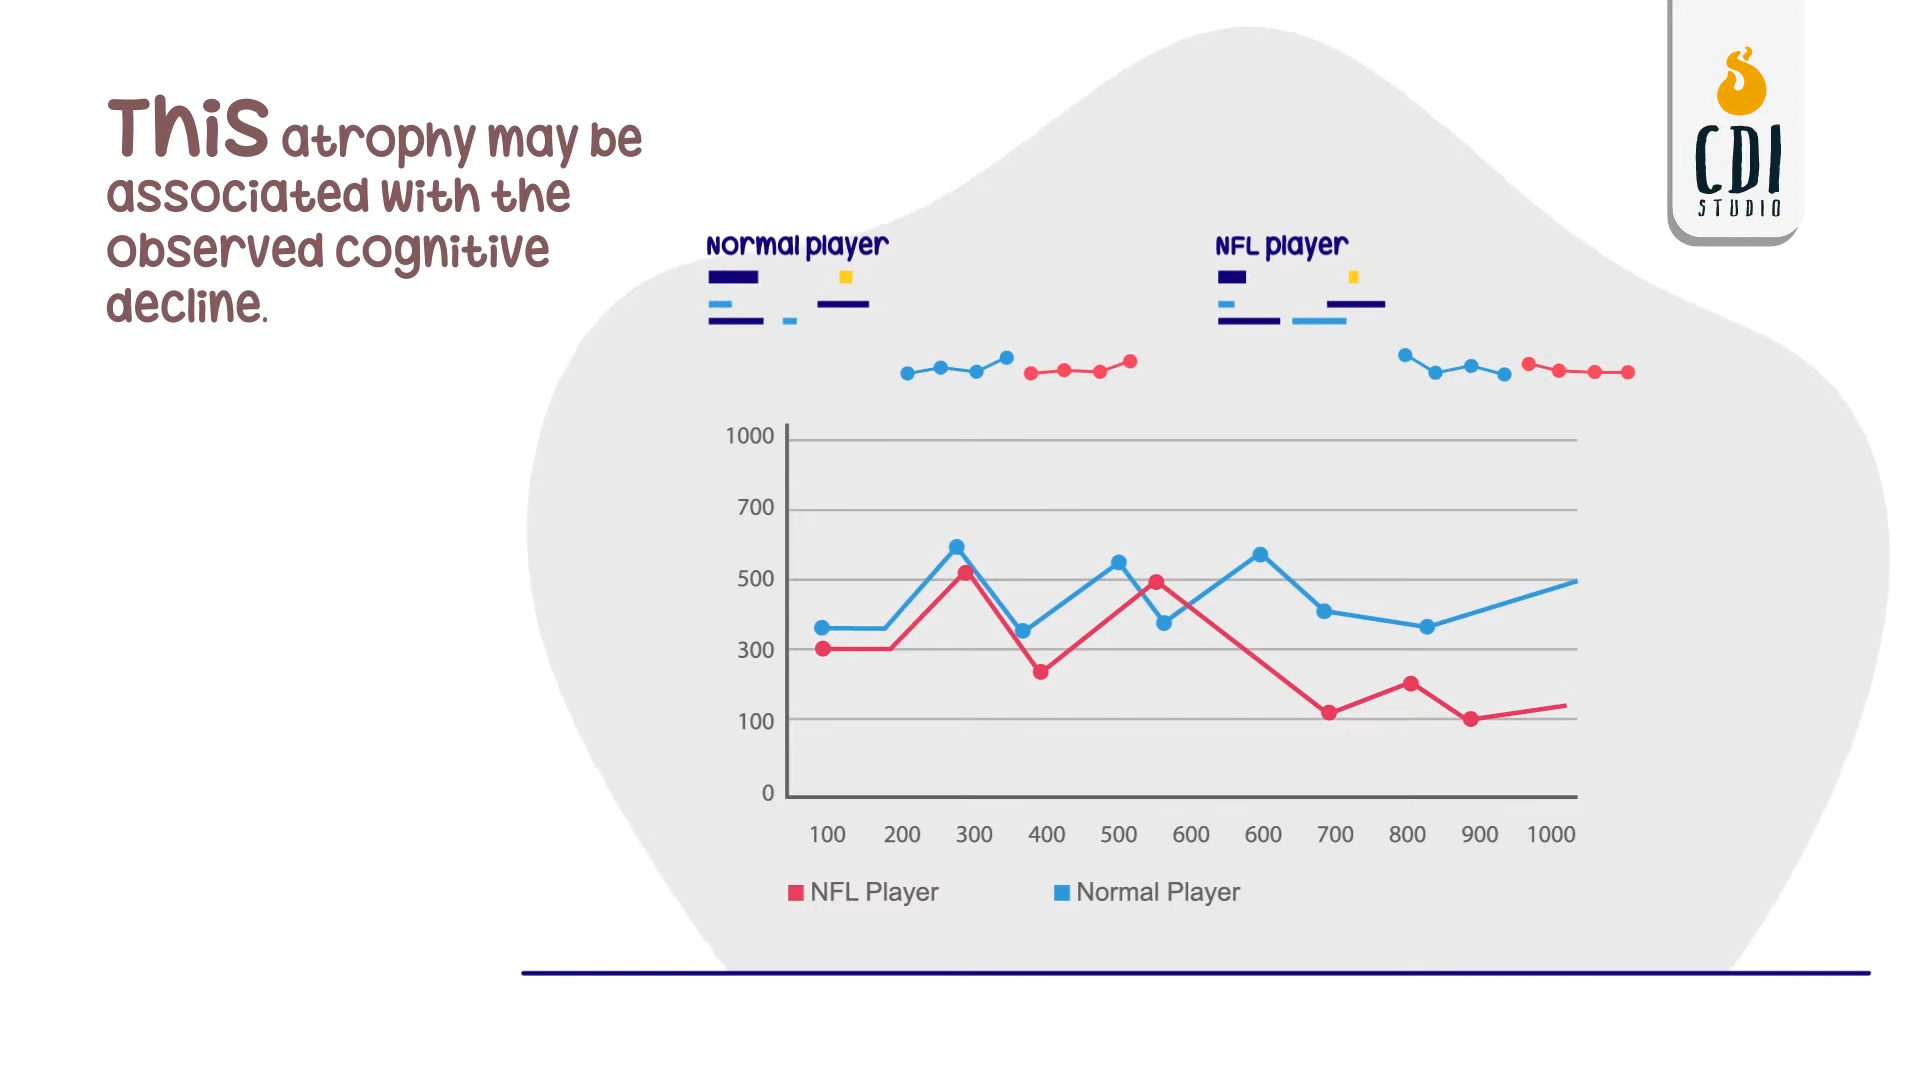 This atrophy may be
associated with the
observed cognitive
decline.
CDI
STUDIO
Normal player
NFL player
1000
700
500
300
100
0
100 200 300 400 500 600 600 700 800 900 1000
NFL Player Normal Player